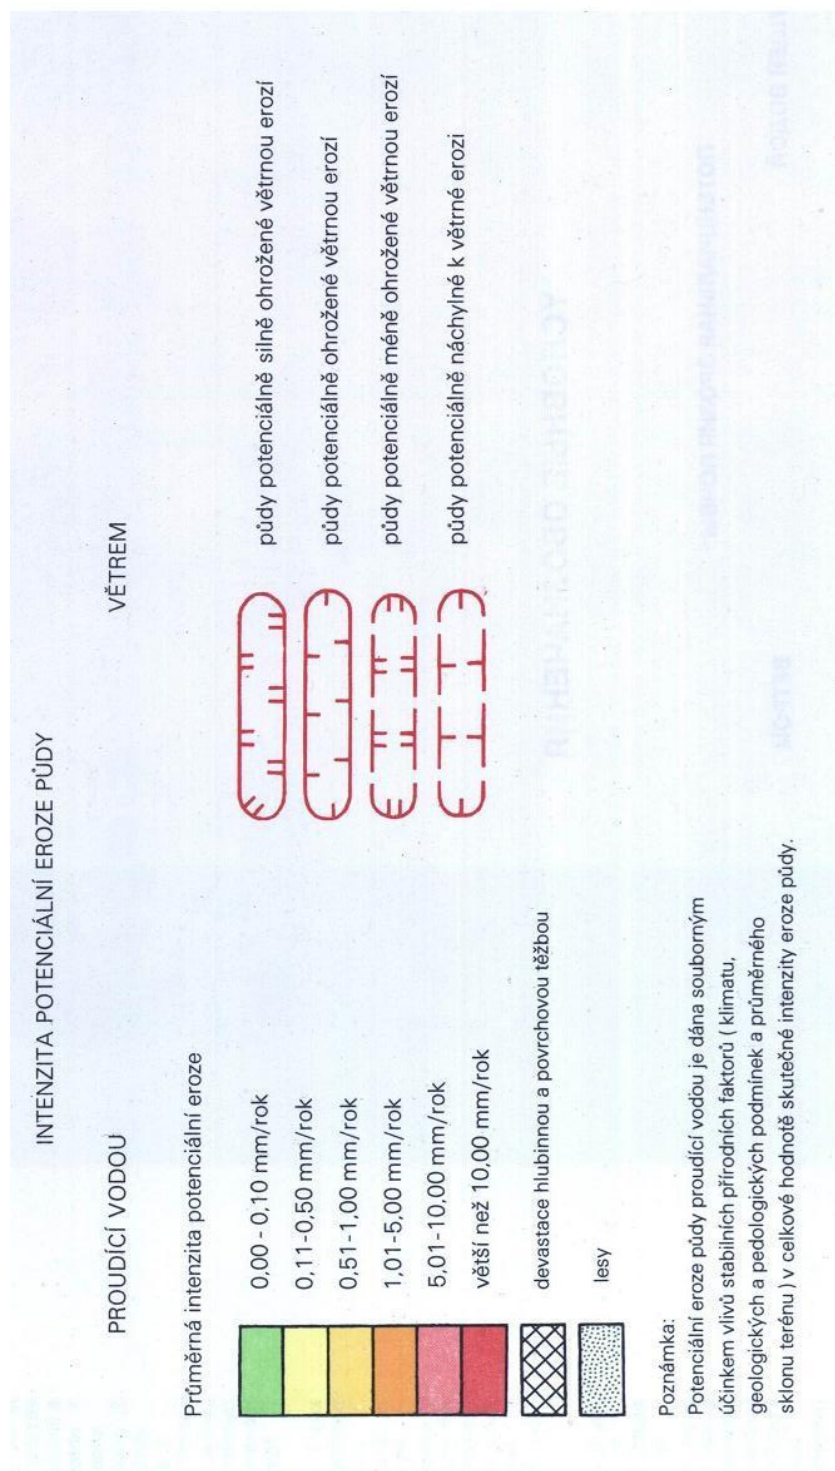 INTENZITA POTENCIÁLNÍ EROZE PŮDY
PROUDÍCÍ VODOU
Průměrná intenzita potenciální eroze
0,00 - 0,10 mm/rok
0,11-0,50 mm/rok
0,51-1,00 mm/rok
1,01-5,00 mm/rok
5,01-10,00 mm/rok
větší než 10,00 mm/rok
devastace hlubinnou a povrchovou těžbou
lesy
VĚTREM
půdy potenciálně silně ohrožené větrnou erozí
půdy potenciálně ohrožené větrnou erozí
půdy potenciálně méně ohrožené větrnou erozí
půdy potenciálně náchylné k větrné erozi
Poznámka:
Potenciální eroze půdy proudící vodou je dána souborným
účinkem vlivů stabilních přírodních faktorů ( klimatu,
geologických a pedologických podmínek a průměrného
sklonu terénu ) v celkové hodnotě skutečné intenzity eroze půdy.